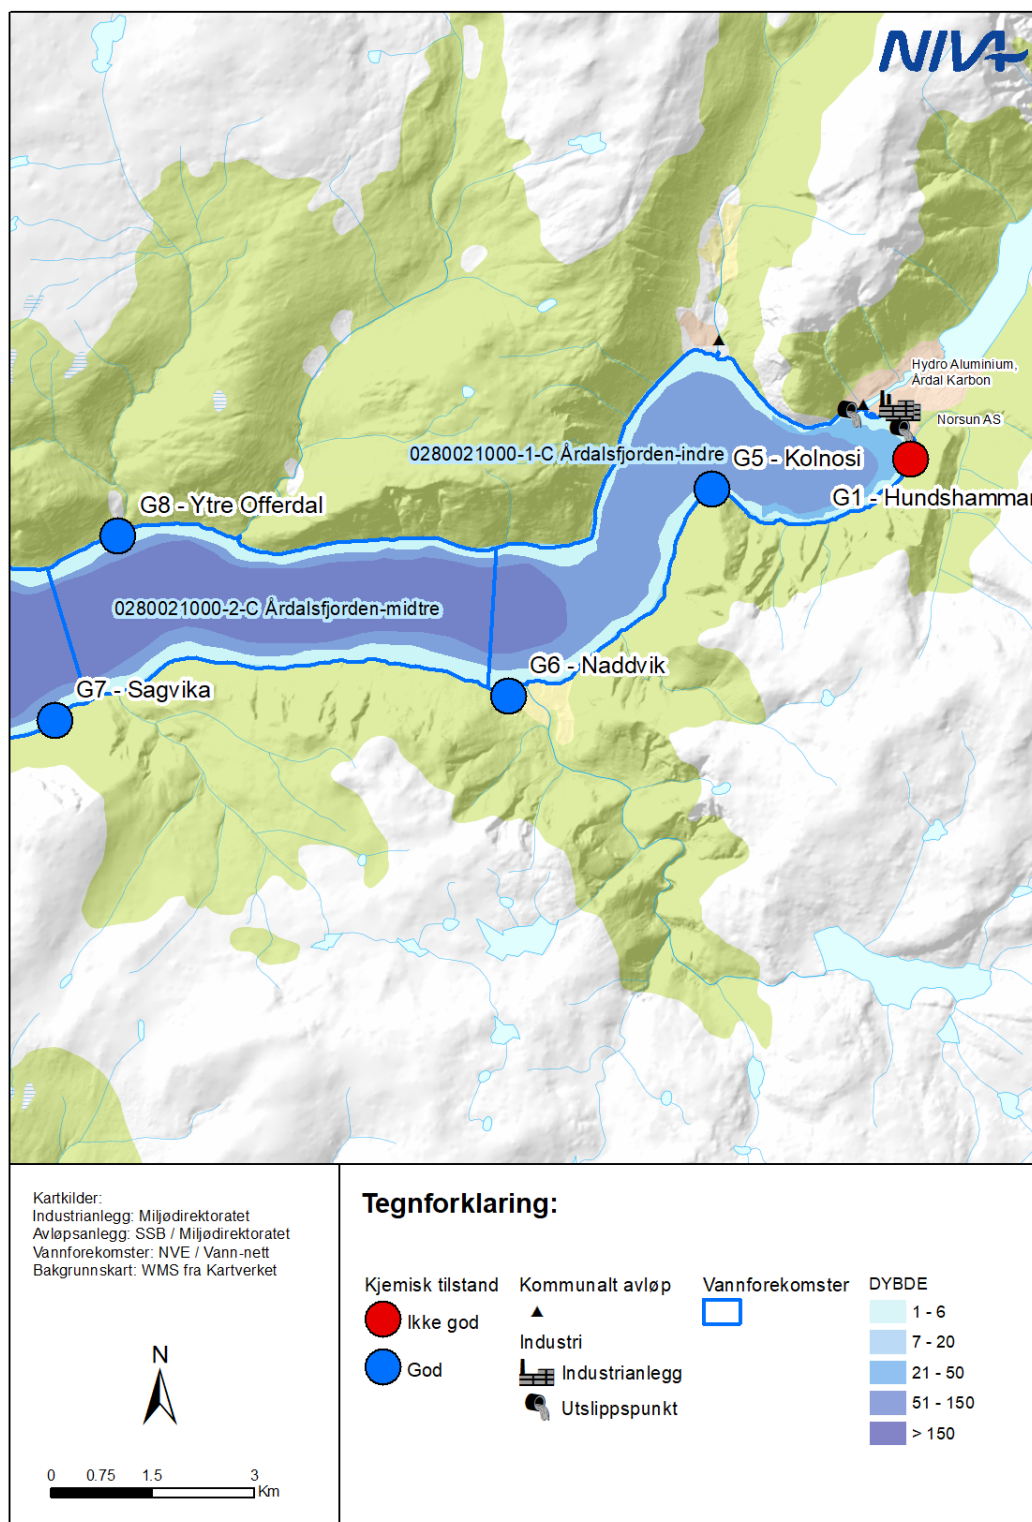 NIVA
Hydro Aluminium,
Årdal Karbon
Norsun AS
0280021000-1-C Årdalsfjorden-indre
G5 - Kolnosi
G1 - Hundshammar
G8 - Ytre Offerdal
0280021000-2-C Årdalsfjorden-midtre
G6 - Naddvik
G7 - Sagvika
Kartkilder:
Industrianlegg: Miljødirektoratet
Avløpsanlegg: SSB / Miljødirektoratet
Vannforekomster: NVE / Vann-nett
Bakgrunnskart: WMS fra Kartverket
N
0 0.75 1.5 3
Km
Tegnforklaring:
Kjemisk tilstand
Ikke god
God
Kommunalt avløp
Industri
Industrianlegg
Utslippspunkt
Vannforekomster
DYBDE
1 - 6
7 - 20
21 - 50
51 - 150
> 150